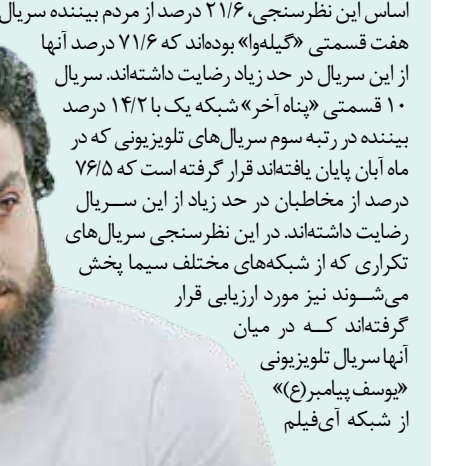 اساس این نظرسنجی، ۲۱/۶ درصد از مردم بیننده سریال
هفت قسمتی «گیله‌وا» بوده‌اند که ۷۱/۶ درصد آنها
از این سریال در حد زیاد رضایت داشته‌اند. سریال
۱۰ قسمتی «پناه آخر» شبکه یک با ۱۴/۲ درصد
بیننده در رتبه سوم سریال‌های تلویزیونی که در
ماه آبان پایان یافته‌اند قرار گرفته است که ۷۶/۵
درصد از مخاطبان در حد زیاد از این ســریال
رضایت داشته‌اند. در این نظرسنجی سریال‌های
تکراری که از شبکه‌های مختلف سیما پخش
می‌شــوند نیز مورد ارزیابی قرار
گرفته‌اند کــه در میان
آنها سریال تلویزیونی
«یوسف پیامبر(ع)»
از شبکه آی‌فیلم